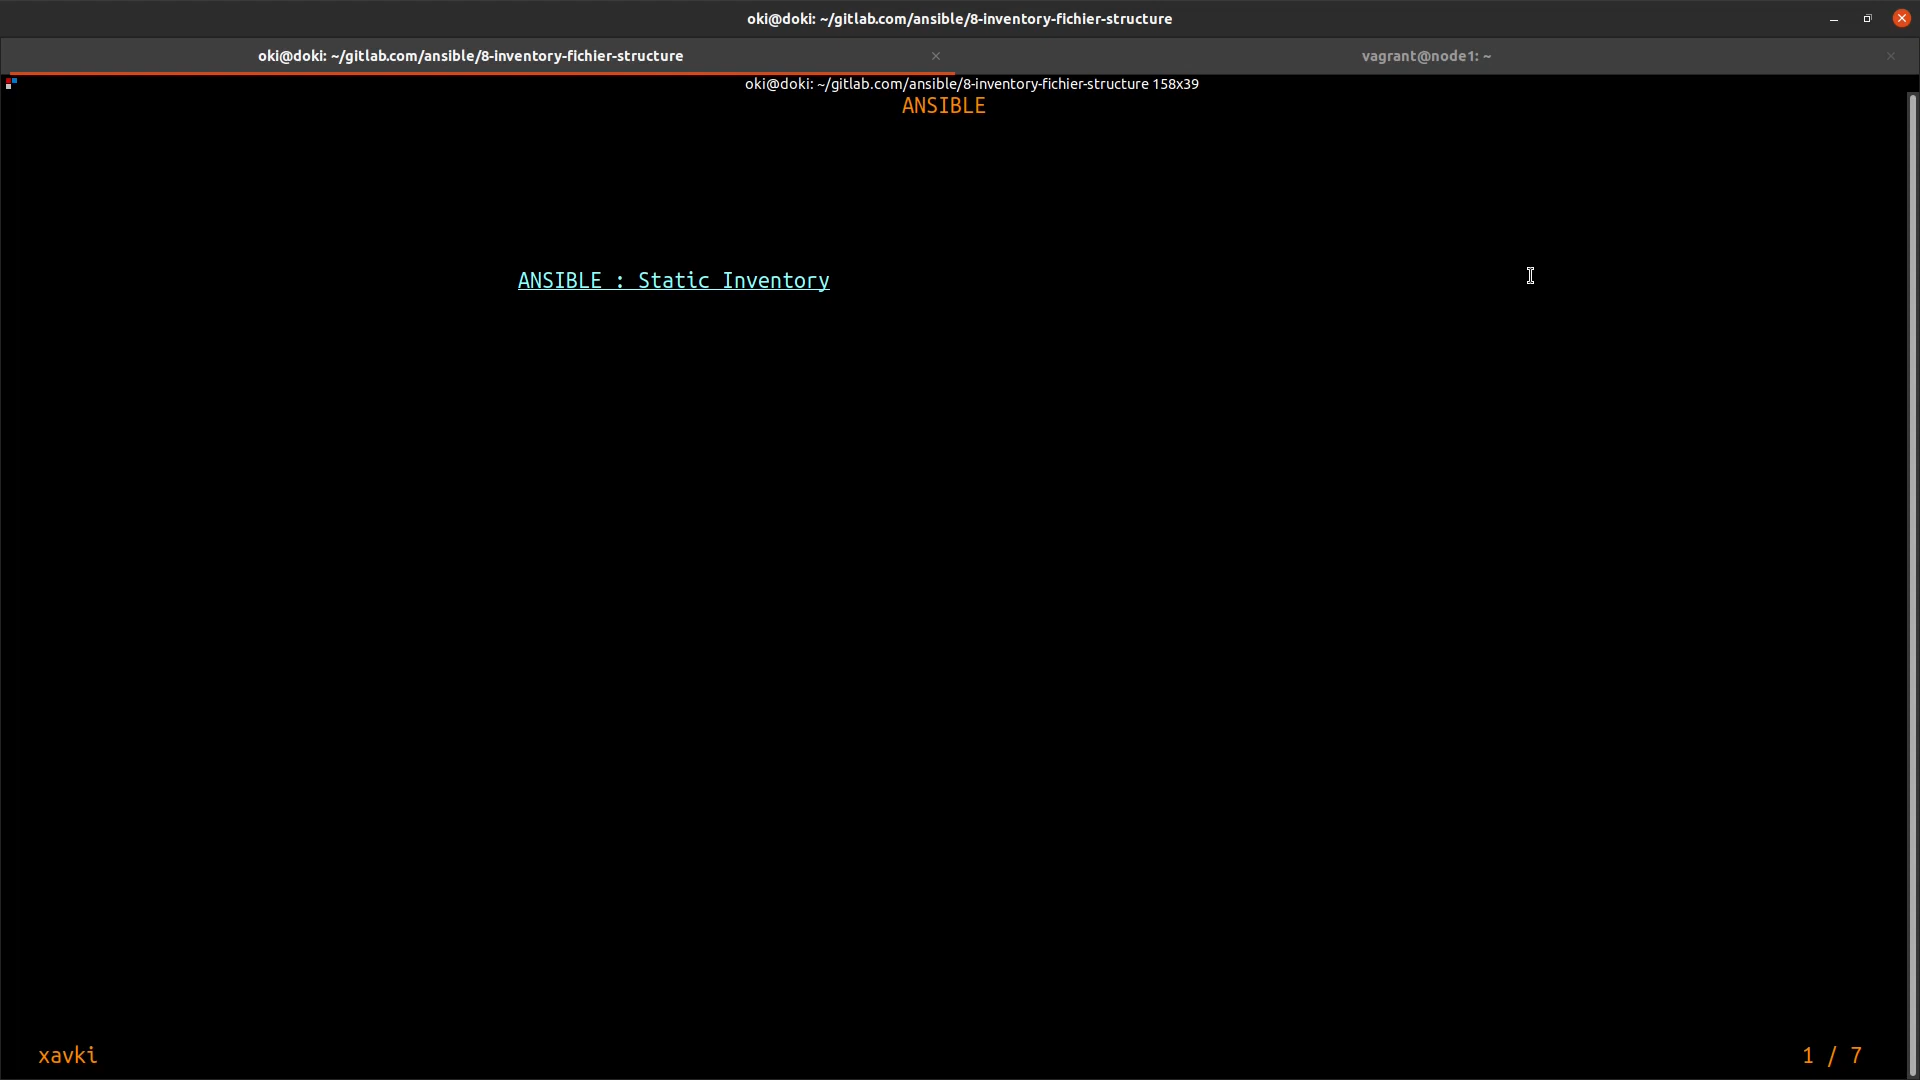 oki@doki: ~/gitlab.com/ansible/8-inventory-fichier-structure
oki@doki: ~/gitlab.com/ansible/8-inventory-fichier-structure
vagrant@node1: ~
oki@doki: ~/gitlab.com/ansible/8-inventory-fichier-structure 158x39
ANSIBLE
ANSIBLE : Static Inventory
xavki
1 / 7